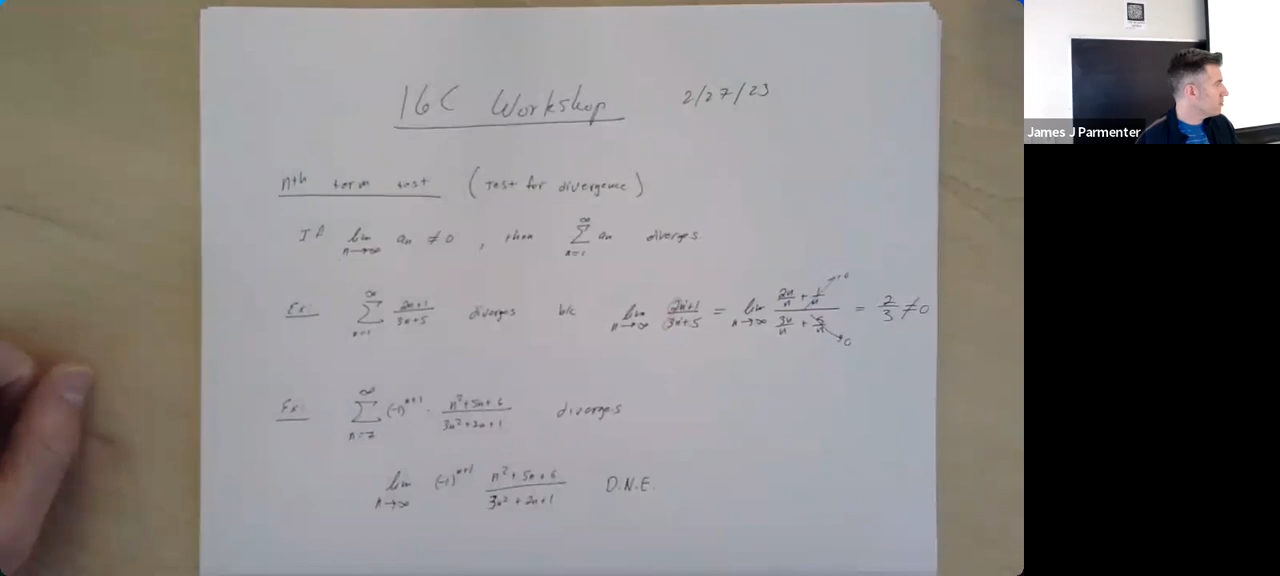 16C Workshop 2/27/23
James J Parmenter
nth term test (Test for divergence)
If lim n→∞ an ≠ 0, then ∞ Σ n=1 an diverges
Ex: ∞ Σ n=1 2n+1/3n+5 diverges b/c lim n→∞ 2n+1/3n+5 = lim n→∞ (2n/n + 1/n →0)/(3n/n + 5/n →0) = 2/3 ≠0
Ex: ∞ Σ n=2 (-1)^n+1 · n²+5n+6/3n²+2n+1 diverges
lim n→∞ (-1)^n+1 n²+5n+6/3n²+2n+1 D.N.E.